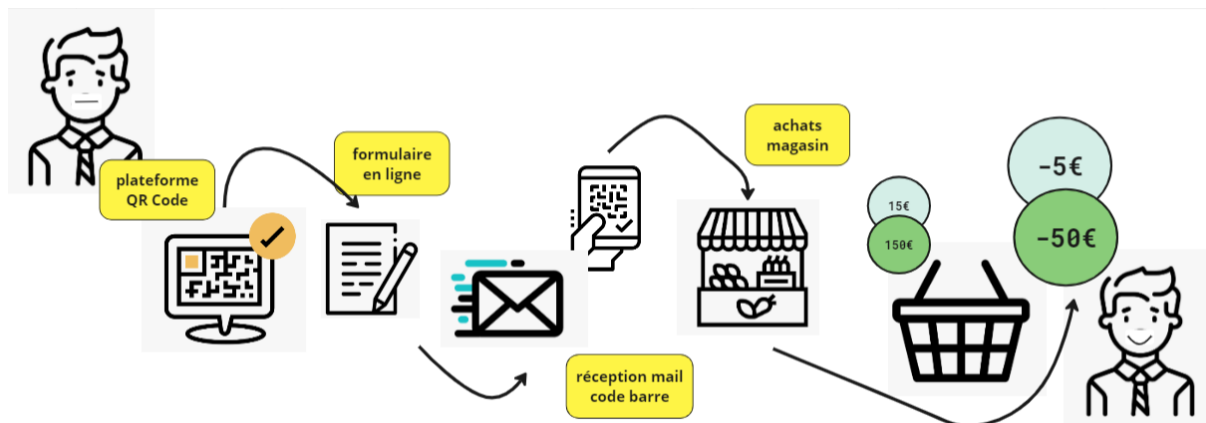 plateforme
QR Code
formulaire
en ligne
réception mail
code barre
achats
magasin
15€
150€
-5€
-50€